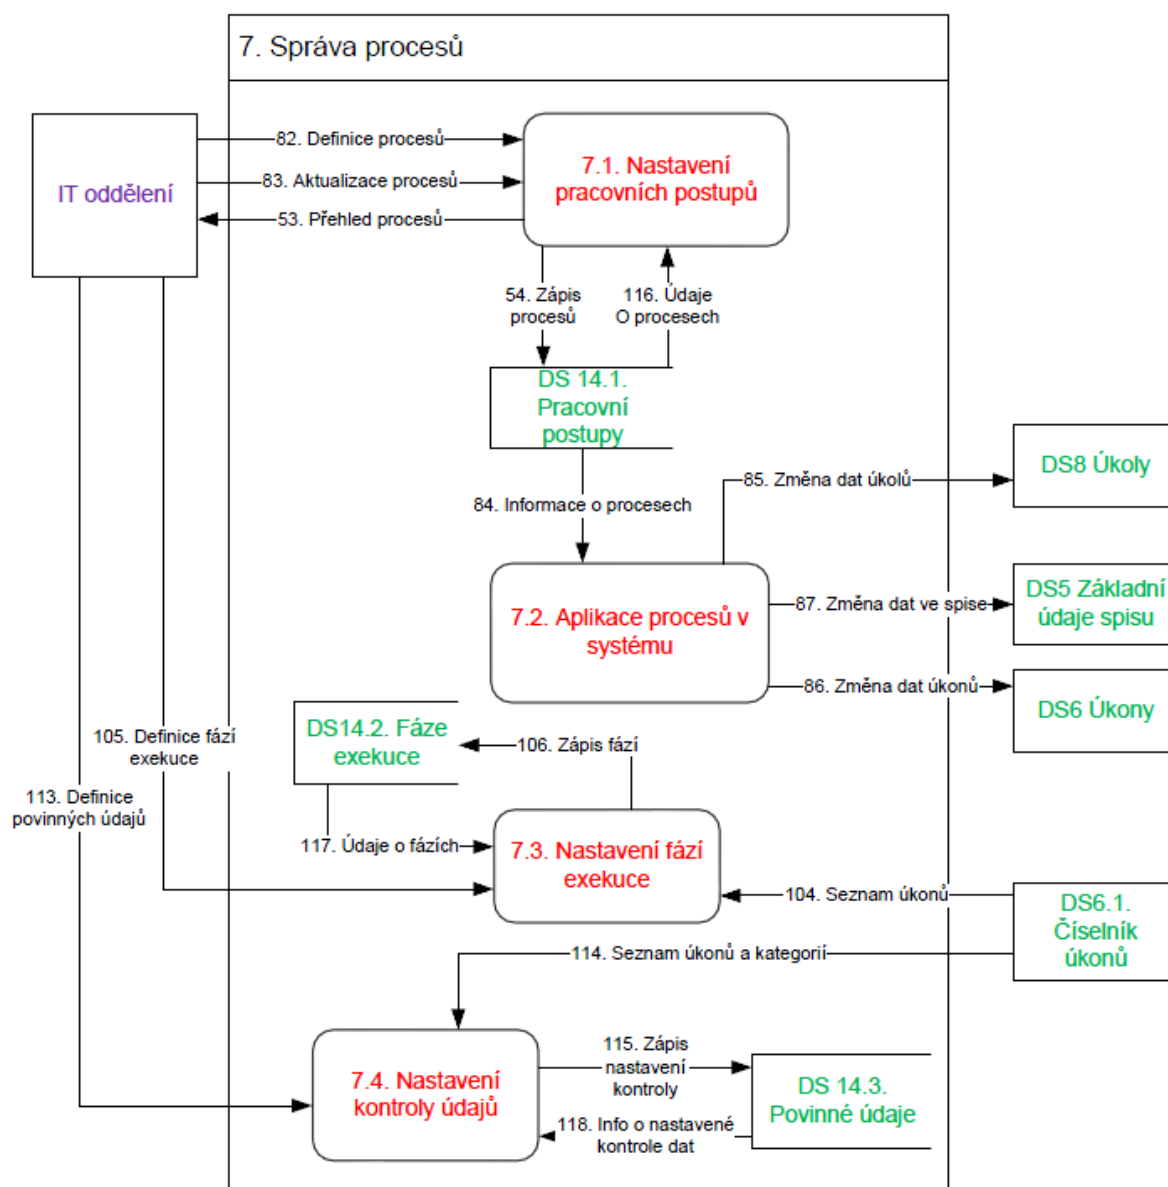 7. Správa procesů
IT oddělení
82. Definice procesů
83. Aktualizace procesů
53. Přehled procesů
7.1. Nastavení
pracovních postupů
54. Zápis
procesů
116. Údaje
O procesech
DS 14.1.
Pracovní
postupy
84. Informace o procesech
85. Změna dat úkolů
DS8 Úkoly
7.2. Aplikace procesů v
systému
87. Změna dat ve spise
DS5 Základní
údaje spisu
86. Změna dat úkonů
DS6 Úkony
DS14.2. Fáze
exekuce
106. Zápis fází
105. Definice fází
exekuce
113. Definice
povinných údajů
117. Údaje o fázích
7.3. Nastavení fází
exekuce
104. Seznam úkonů
DS6.1.
Číselník
úkonů
114. Seznam úkonů a kategorií
7.4. Nastavení
kontroly údajů
115. Zápis
nastavení
kontroly
118. Info o nastavené
kontrole dat
DS 14.3.
Povinné údaje